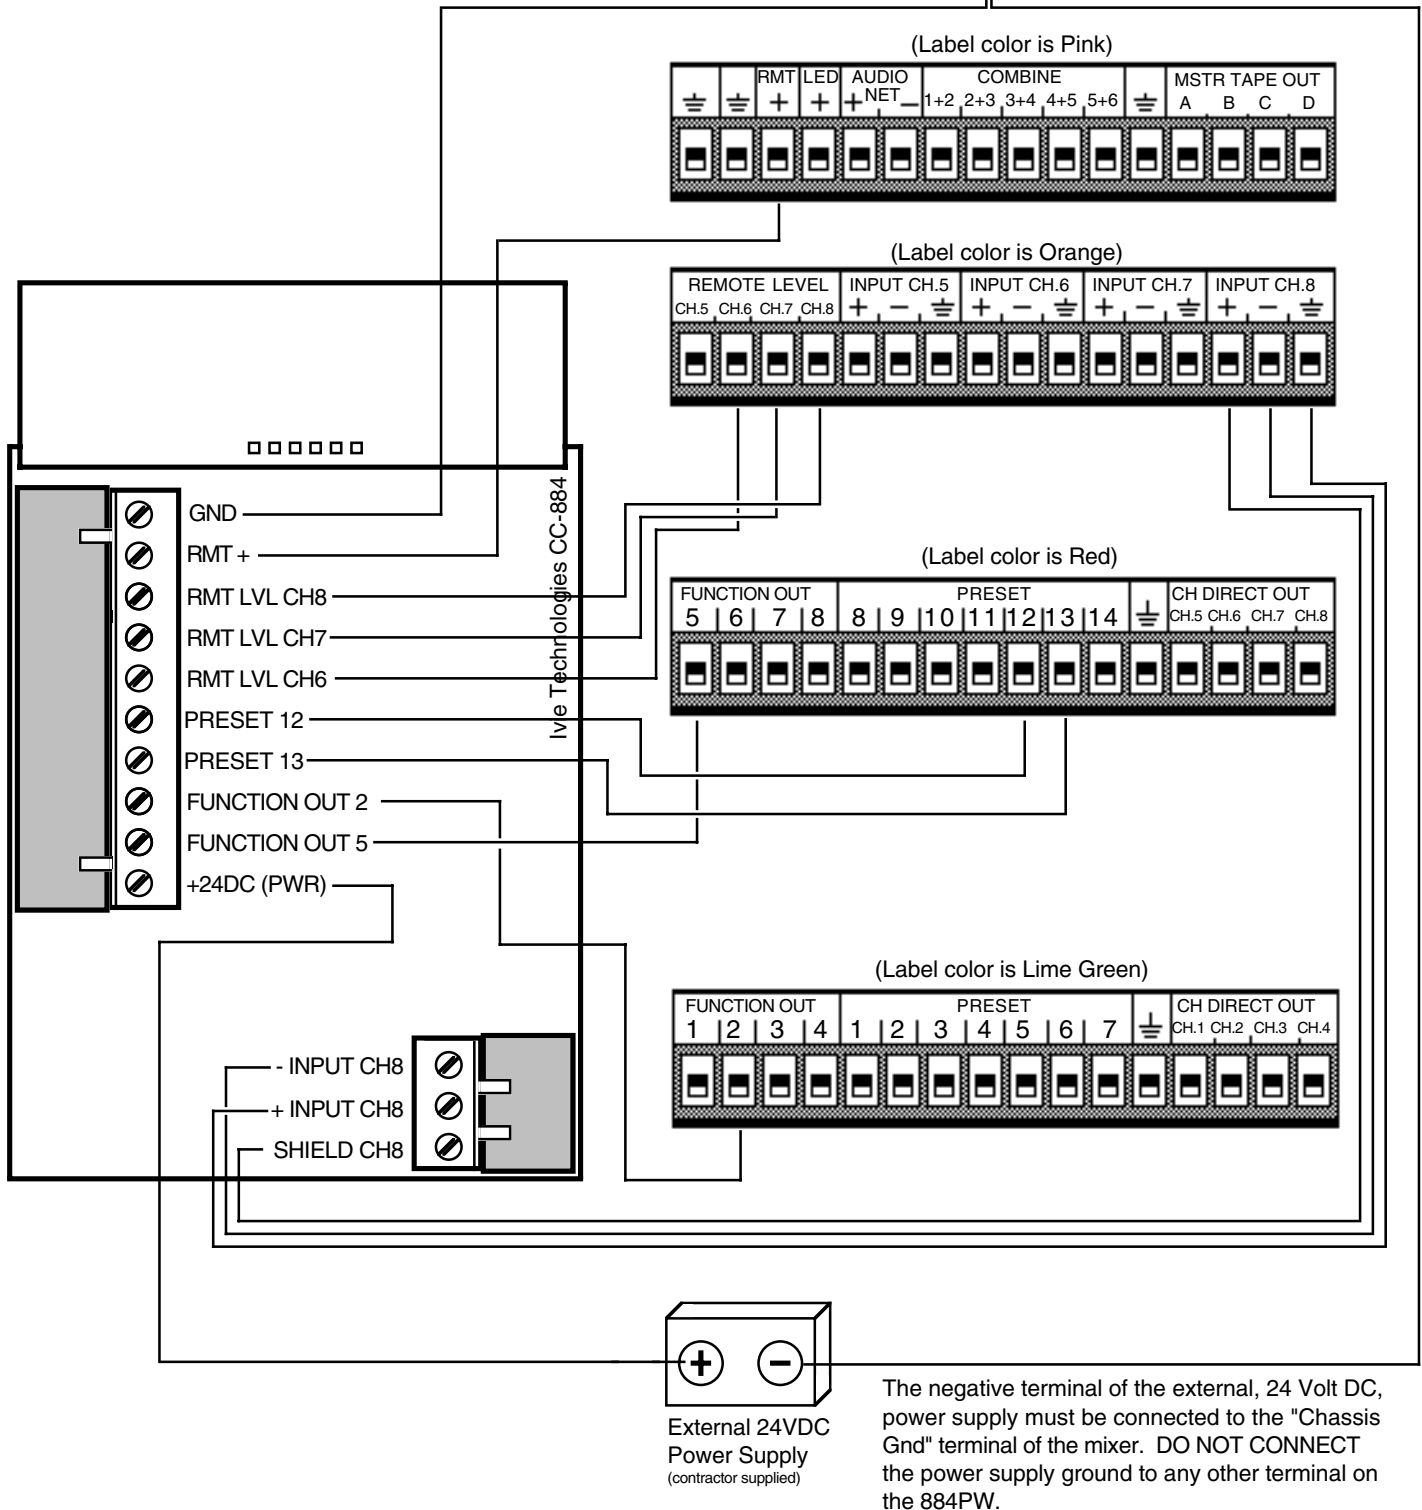 (Label color is Pink)
RMT LED AUDIO NET COMBINE MSTR TAPE OUT
+ + + — 1+2 2+3 3+4 4+5 5+6 A B C D
(Label color is Orange)
REMOTE LEVEL INPUT CH.5 INPUT CH.6 INPUT CH.7 INPUT CH.8
CH.5 CH.6 CH.7 CH.8 + — + — + — + —
Ivie Technologies CC-884
GND
RMT +
RMT LVL CH8
RMT LVL CH7
RMT LVL CH6
PRESET 12
PRESET 13
FUNCTION OUT 2
FUNCTION OUT 5
+24DC (PWR)
(Label color is Red)
FUNCTION OUT PRESET CH DIRECT OUT
5 6 7 8 8 9 10 11 12 13 14 CH.5 CH.6 CH.7 CH.8
(Label color is Lime Green)
FUNCTION OUT PRESET CH DIRECT OUT
1 2 3 4 1 2 3 4 5 6 7 CH.1 CH.2 CH.3 CH.4
- INPUT CH8
+ INPUT CH8
SHIELD CH8
+ −
External 24VDC
Power Supply
(contractor supplied)
The negative terminal of the external, 24 Volt DC,
power supply must be connected to the "Chassis
Gnd" terminal of the mixer. DO NOT CONNECT
the power supply ground to any other terminal on
the 884PW.